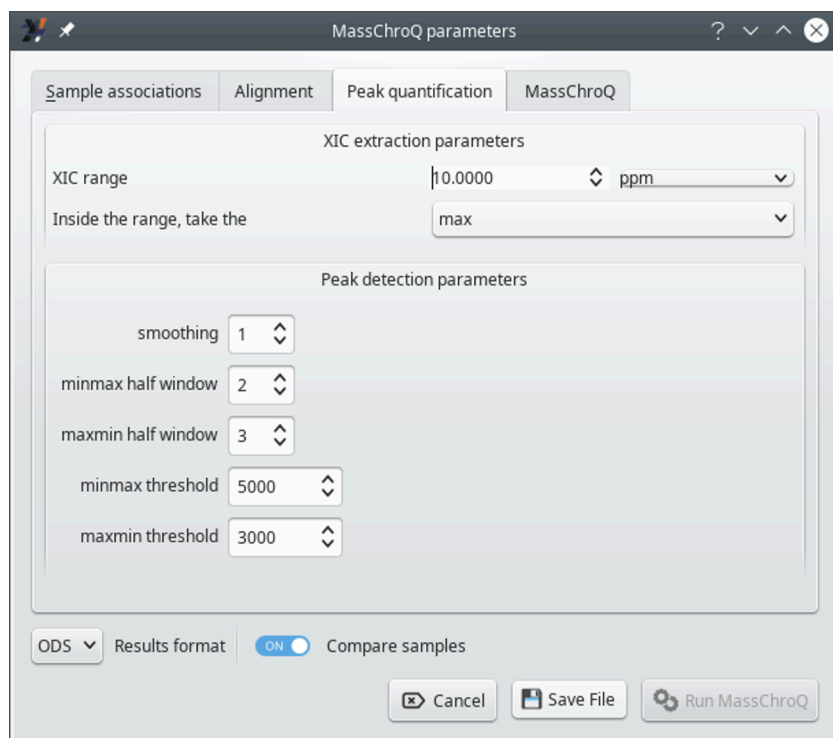 MassChroQ parameters
Sample associations Alignment Peak quantification MassChroQ
XIC extraction parameters
XIC range 10.0000 ppm
Inside the range, take the max
Peak detection parameters
smoothing 1
minmax half window 2
maxmin half window 3
minmax threshold 5000
maxmin threshold 3000
ODS Results format ON Compare samples
Cancel Save File Run MassChroQ